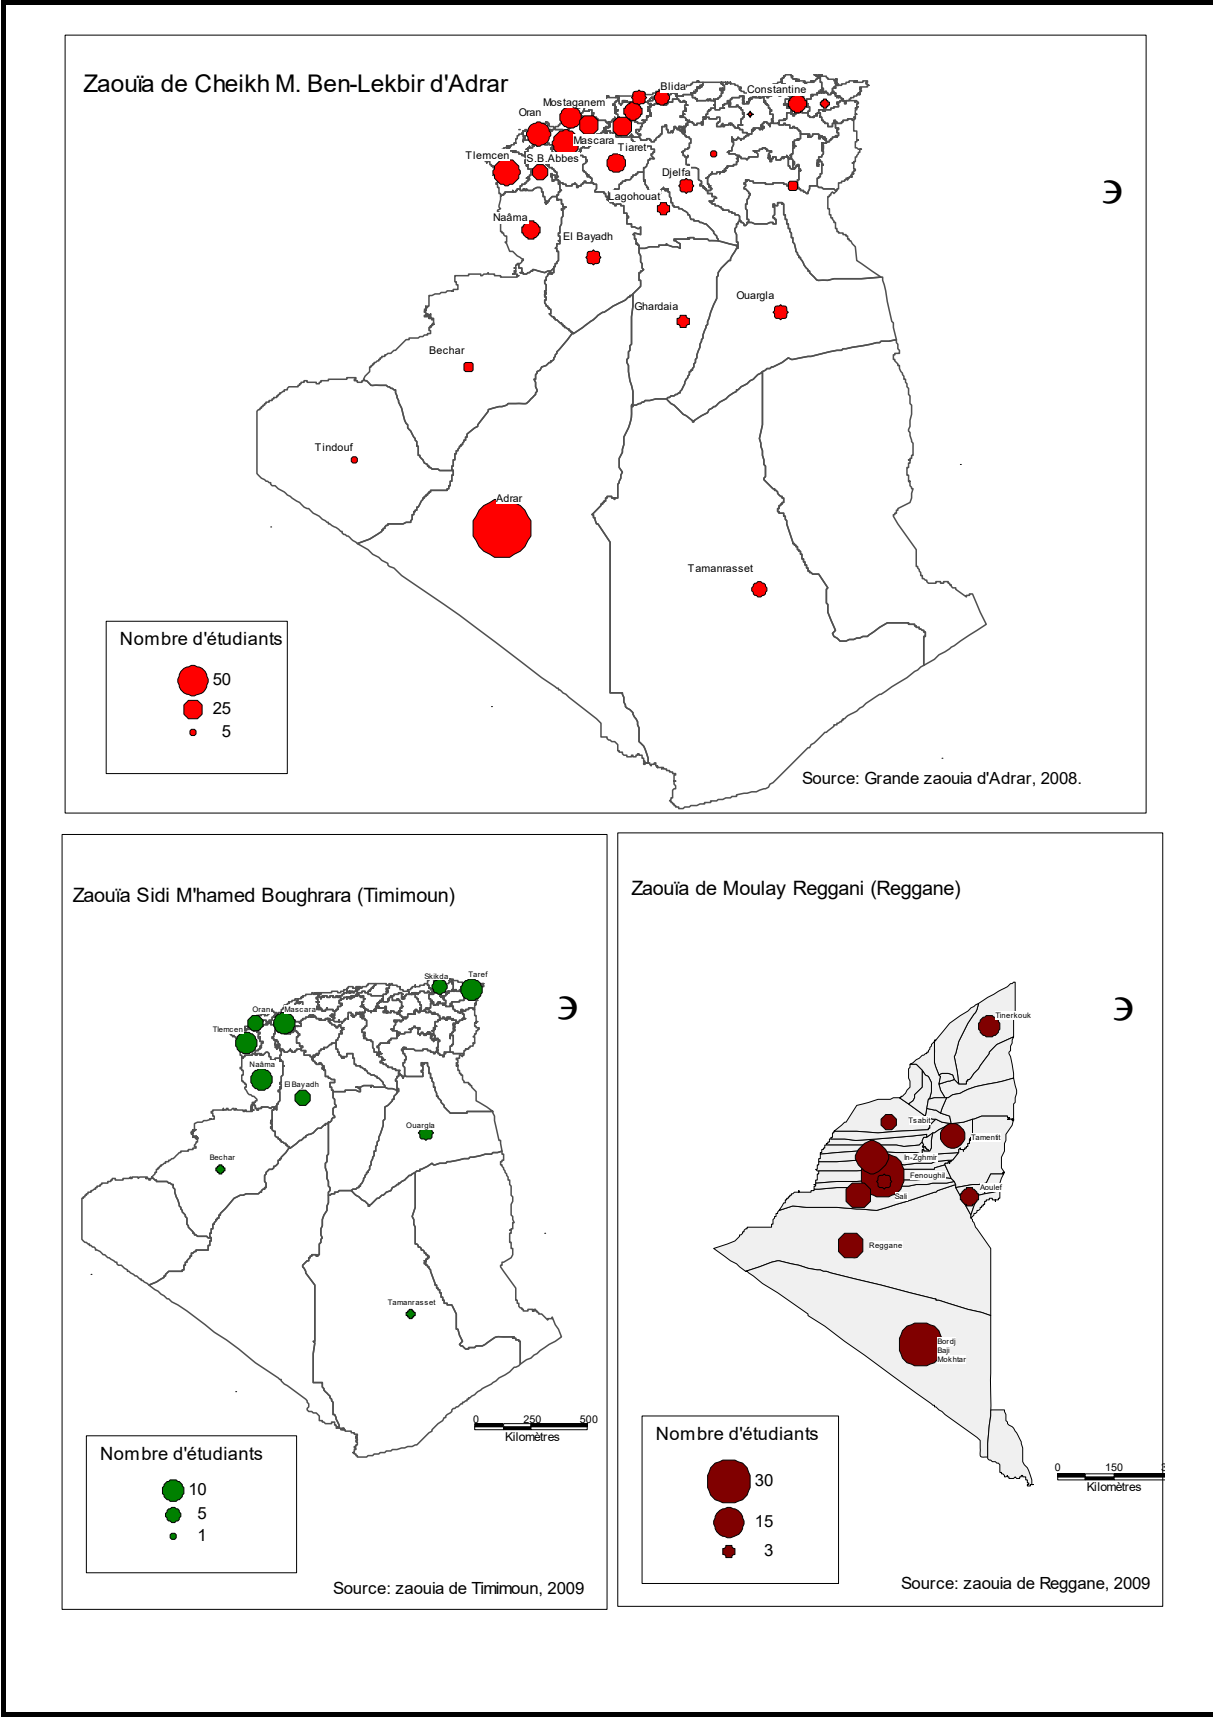 Zaouïa de Cheikh M. Ben-Lekbir d'Adrar
Blida
Constantine
Mostaganem
Oran
Mascara
Tiaret
Tlemcen
S.B.Abbes
Djelfa
Lagohouat
Naâma
El Bayadh
Ouargla
Ghardaia
Bechar
Tindouf
Adrar
Tamanrasset
Nombre d'étudiants
50
25
5
Source: Grande zaouia d'Adrar, 2008.
Zaouïa Sidi M'hamed Boughrara (Timimoun)
Skikda
Taref
Oran
Mascara
Tlemcen
Naâma
El Bayadh
Ouargla
Bechar
Tamanrasset
0 250 500
Kilomètres
Nombre d'étudiants
10
5
1
Source: zaouia de Timimoun, 2009
Zaouïa de Moulay Reggani (Reggane)
Tinerkouk
Tsabit
Tamentit
In-Zghmir
Fenoughil
Aoulef
Sali
Reggane
Bordj
Baji
Mokhtar
Nombre d'étudiants
30
15
3
0 150
Kilomètres
Source: zaouia de Reggane, 2009